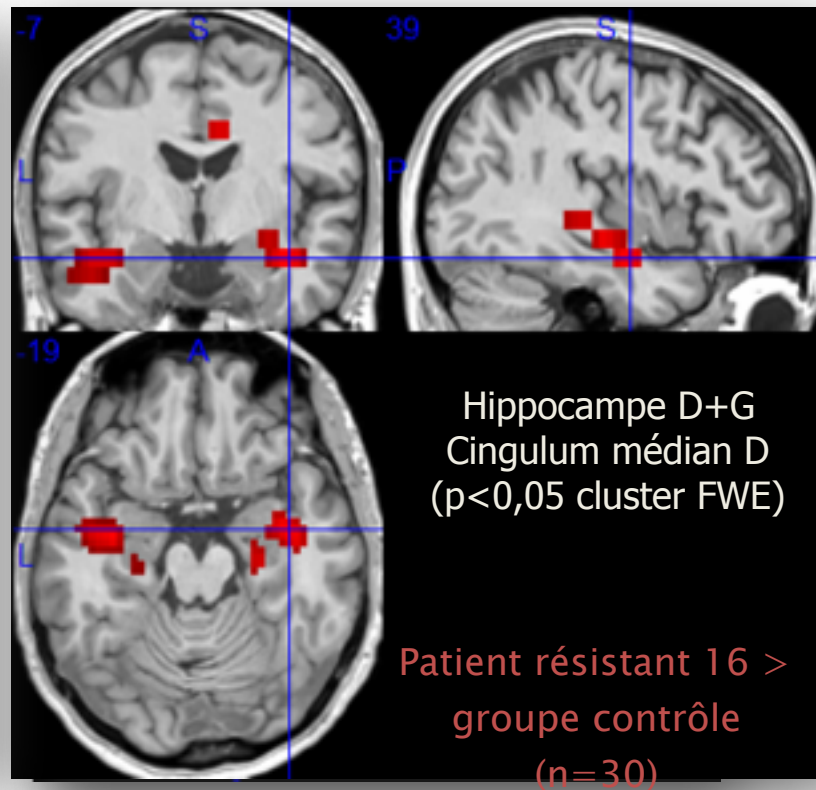 -7
S
39
S
L
P
-19
A
L
Hippocampe D+G
Cingulum médian D
(p<0,05 cluster FWE)
Patient résistant 16 >
groupe contrôle
(n=30)